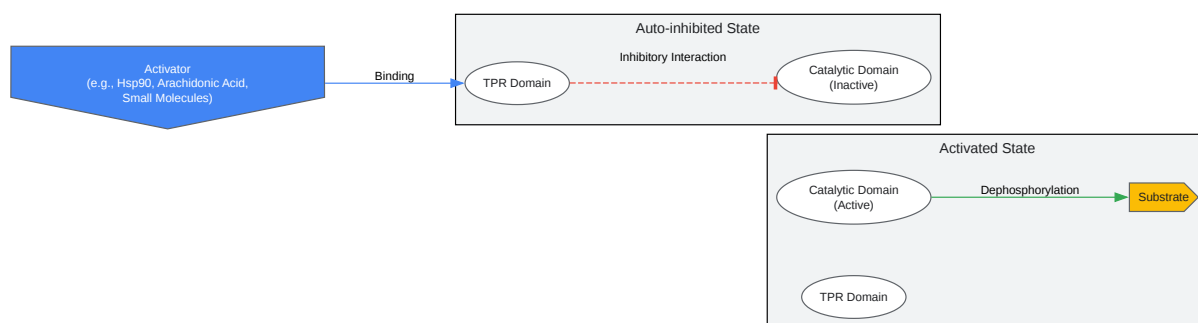 Activator
(e.g., Hsp90, Arachidonic Acid,
Small Molecules)
Binding
Auto-inhibited State
TPR Domain
Inhibitory Interaction
Catalytic Domain
(Inactive)
Activated State
Catalytic Domain
(Active)
Dephosphorylation
Substrate
TPR Domain